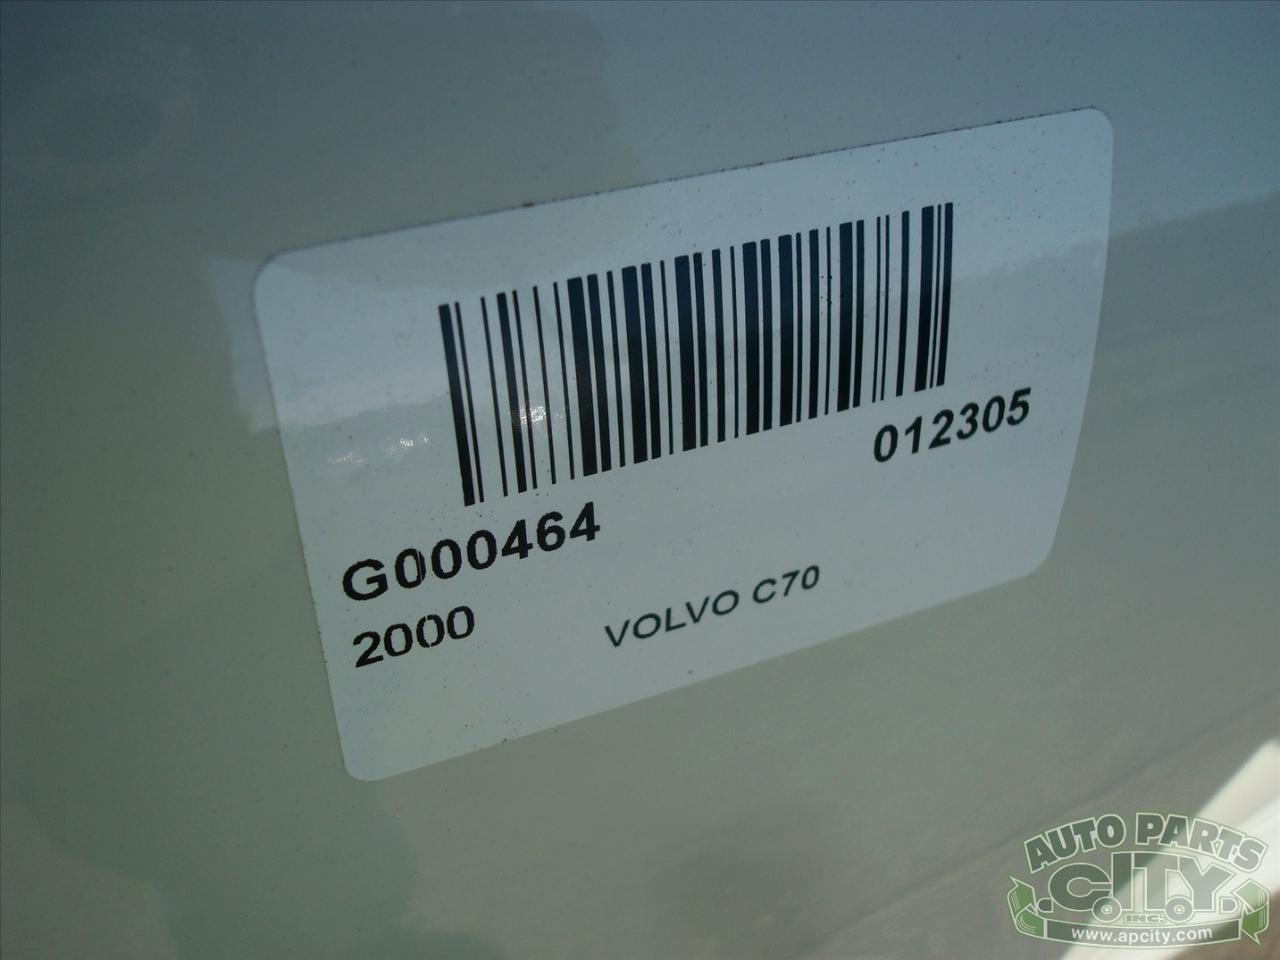 012305
G000464
2000 VOLVO C70
AUTO PARTS
CITY
INC.
www.apcity.com